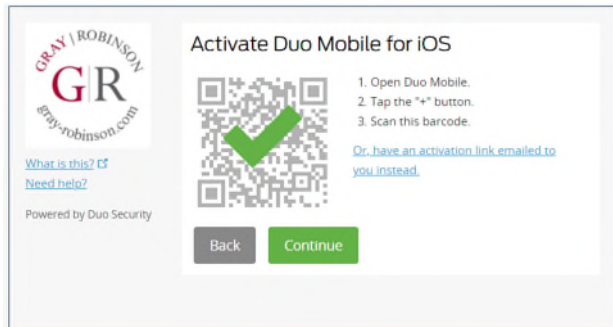 GRAY | ROBINSON
G|R
gray-robinson.com
What is this?
Need help?
Powered by Duo Security
Activate Duo Mobile for iOS
1. Open Duo Mobile.
2. Tap the "+" button.
3. Scan this barcode.
Or, have an activation link emailed to
you instead.
Back
Continue